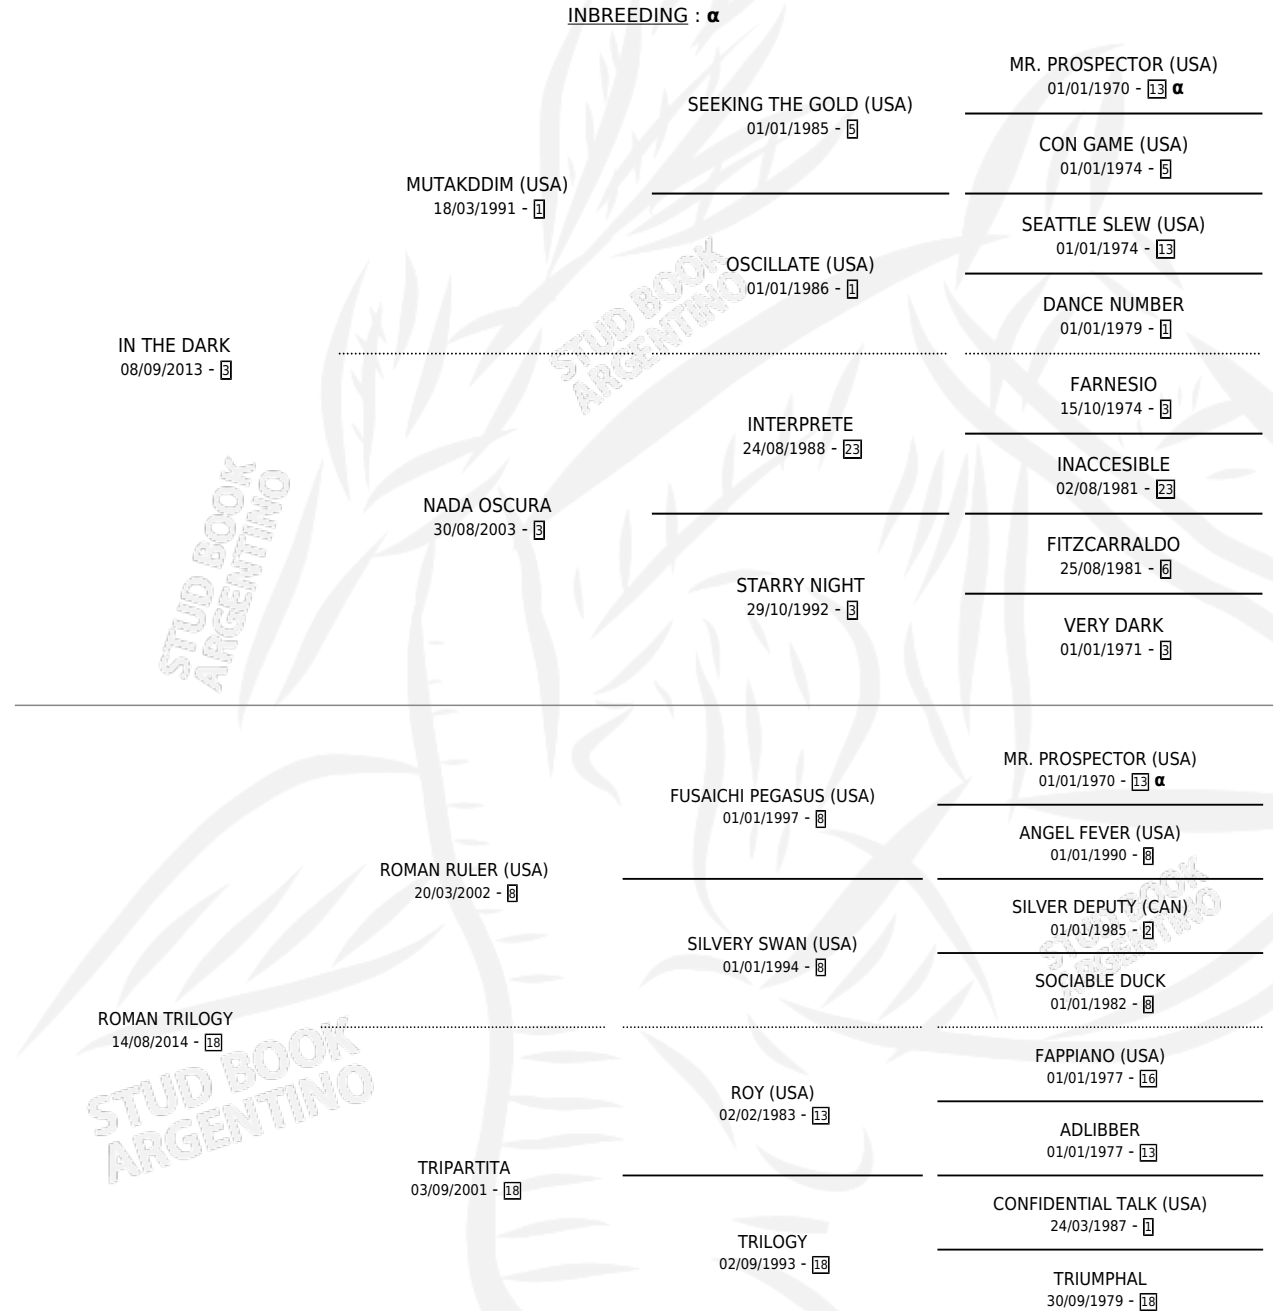 INBREEDING : α
MR. PROSPECTOR (USA)
01/01/1970 - 13 α
SEEKING THE GOLD (USA)
01/01/1985 - 5
CON GAME (USA)
01/01/1974 - 5
MUTAKDDIM (USA)
18/03/1991 - 1
SEATTLE SLEW (USA)
01/01/1974 - 13
OSCILLATE (USA)
01/01/1986 - 1
DANCE NUMBER
01/01/1979 - 1
IN THE DARK
08/09/2013 - 3
FARNESIO
15/10/1974 - 3
INTERPRETE
24/08/1988 - 23
INACCESIBLE
02/08/1981 - 23
NADA OSCURA
30/08/2003 - 3
FITZCARRALDO
25/08/1981 - 6
STARRY NIGHT
29/10/1992 - 3
VERY DARK
01/01/1971 - 3
MR. PROSPECTOR (USA)
01/01/1970 - 13 α
FUSAICHI PEGASUS (USA)
01/01/1997 - 8
ANGEL FEVER (USA)
01/01/1990 - 8
ROMAN RULER (USA)
20/03/2002 - 8
SILVER DEPUTY (CAN)
01/01/1985 - 2
SILVERY SWAN (USA)
01/01/1994 - 8
SOCIABLE DUCK
01/01/1982 - 8
ROMAN TRILOGY
14/08/2014 - 18
FAPPIANO (USA)
01/01/1977 - 16
ROY (USA)
02/02/1983 - 13
ADLIBBER
01/01/1977 - 13
TRIPARTITA
03/09/2001 - 18
CONFIDENTIAL TALK (USA)
24/03/1987 - 1
TRILOGY
02/09/1993 - 18
TRIUMPHAL
30/09/1979 - 18
STUD BOOK
ARGENTINO
STUD BOOK
ARGENTINO
STUD BOOK
ARGENTINO
STUD BOOK
ARGENTINO